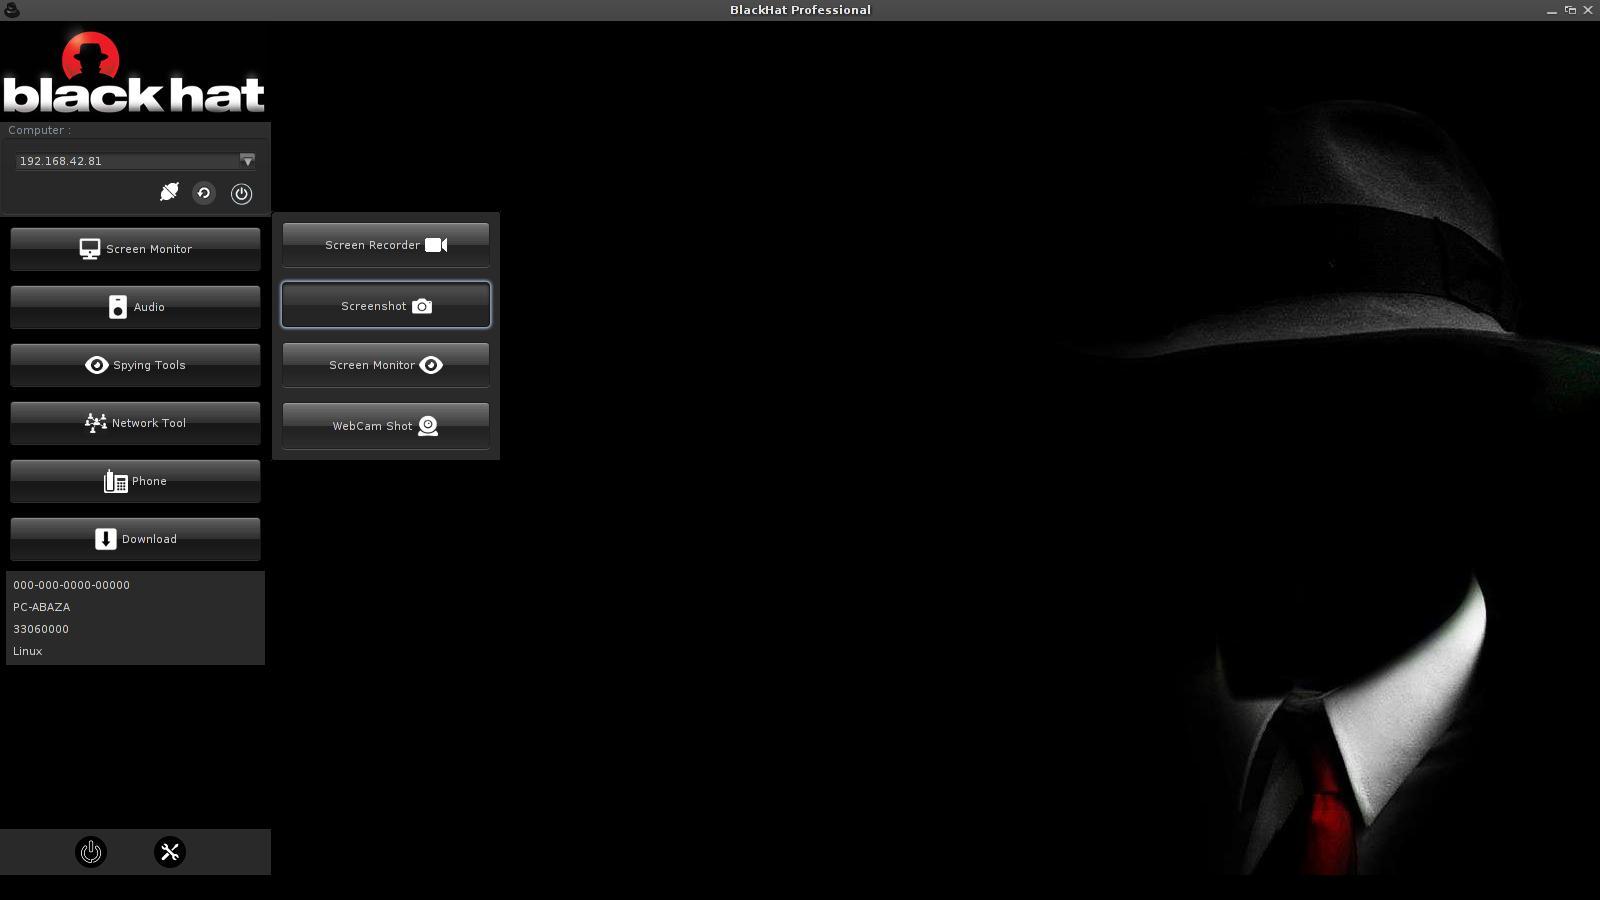 BlackHat Professional
black hat
Computer :
192.168.42.81
Screen Monitor
Audio
Spying Tools
Network Tool
Phone
Download
Screen Recorder
Screenshot
Screen Monitor
WebCam Shot
000-000-0000-00000
PC-ABAZA
33060000
Linux